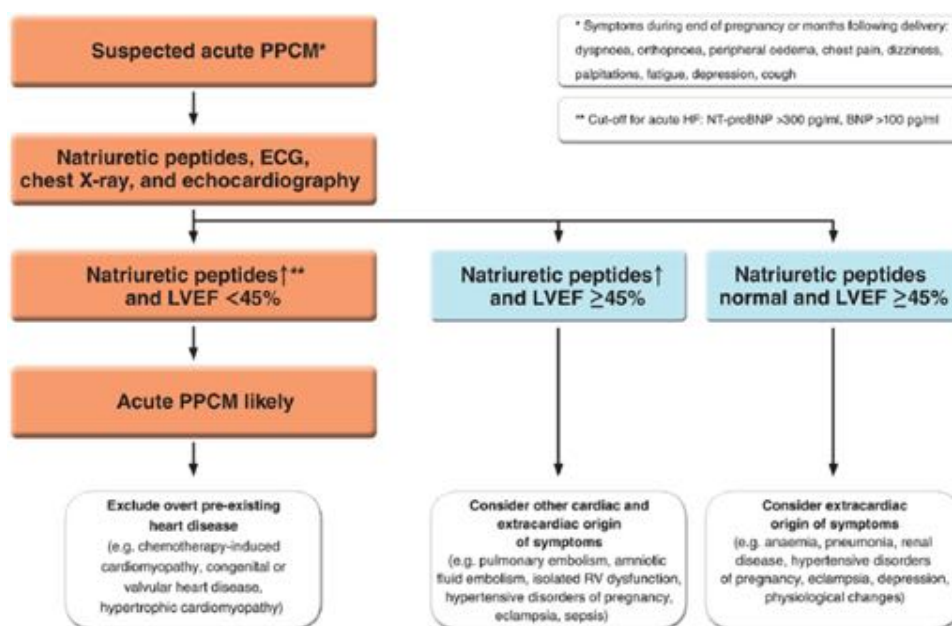 Suspected acute PPCM*
* Symptoms during end of pregnancy or months following delivery:
dyspnoea, orthopnoea, peripheral oedema, chest pain, dizziness,
palpitations, fatigue, depression, cough
** Cut-off for acute HF: NT-proBNP >300 pg/ml, BNP >100 pg/ml
Natriuretic peptides, ECG,
chest X-ray, and echocardiography
Natriuretic peptides↑**
and LVEF <45%
Natriuretic peptides↑
and LVEF ≥45%
Natriuretic peptides
normal and LVEF ≥45%
Acute PPCM likely
Exclude overt pre-existing
heart disease
(e.g. chemotherapy-induced
cardiomyopathy, congenital or
valvular heart disease,
hypertrophic cardiomyopathy)
Consider other cardiac and
extracardiac origin
of symptoms
(e.g. pulmonary embolism, amniotic
fluid embolism, isolated RV dysfunction,
hypertensive disorders of pregnancy,
eclampsia, sepsis)
Consider extracardiac
origin of symptoms
(e.g. anaemia, pneumonia, renal
disease, hypertensive disorders
of pregnancy, eclampsia, depression,
physiological changes)